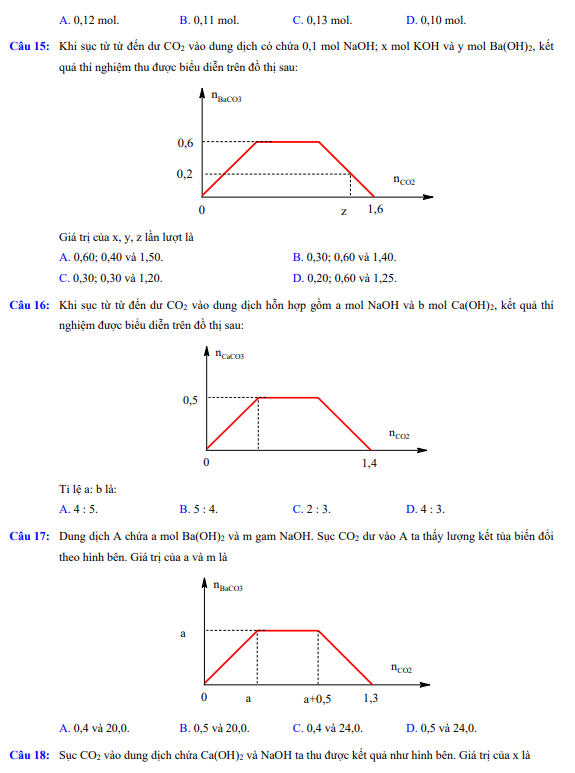 A. 0,12 mol. B. 0,11 mol. C. 0,13 mol. D. 0,10 mol.
Câu 15: Khi sục từ từ đến dư CO₂ vào dung dịch có chứa 0,1 mol NaOH; x mol KOH và y mol Ba(OH)₂, kết
quả thí nghiệm thu được biểu diễn trên đồ thị sau:
n_BaCO3
0,6
0,2
n_CO2
0 z 1,6
Giá trị của x, y, z lần lượt là
A. 0,60; 0,40 và 1,50. B. 0,30; 0,60 và 1,40.
C. 0,30; 0,30 và 1,20. D. 0,20; 0,60 và 1,25.
Câu 16: Khi sục từ từ đến dư CO₂ vào dung dịch hỗn hợp gồm a mol NaOH và b mol Ca(OH)₂, kết quả thí
nghiệm được biểu diễn trên đồ thị sau:
n_CaCO3
0,5
n_CO2
0 1,4
Tỉ lệ a: b là:
A. 4 : 5. B. 5 : 4. C. 2 : 3. D. 4 : 3.
Câu 17: Dung dịch A chứa a mol Ba(OH)₂ và m gam NaOH. Sục CO₂ dư vào A ta thấy lượng kết tủa biến đổi
theo hình bên. Giá trị của a và m là
n_BaCO3
a
n_CO2
0 a a+0,5 1,3
A. 0,4 và 20,0. B. 0,5 và 20,0. C. 0,4 và 24,0. D. 0,5 và 24,0.
Câu 18: Sục CO₂ vào dung dịch chứa Ca(OH)₂ và NaOH ta thu được kết quả như hình bên. Giá trị của x là